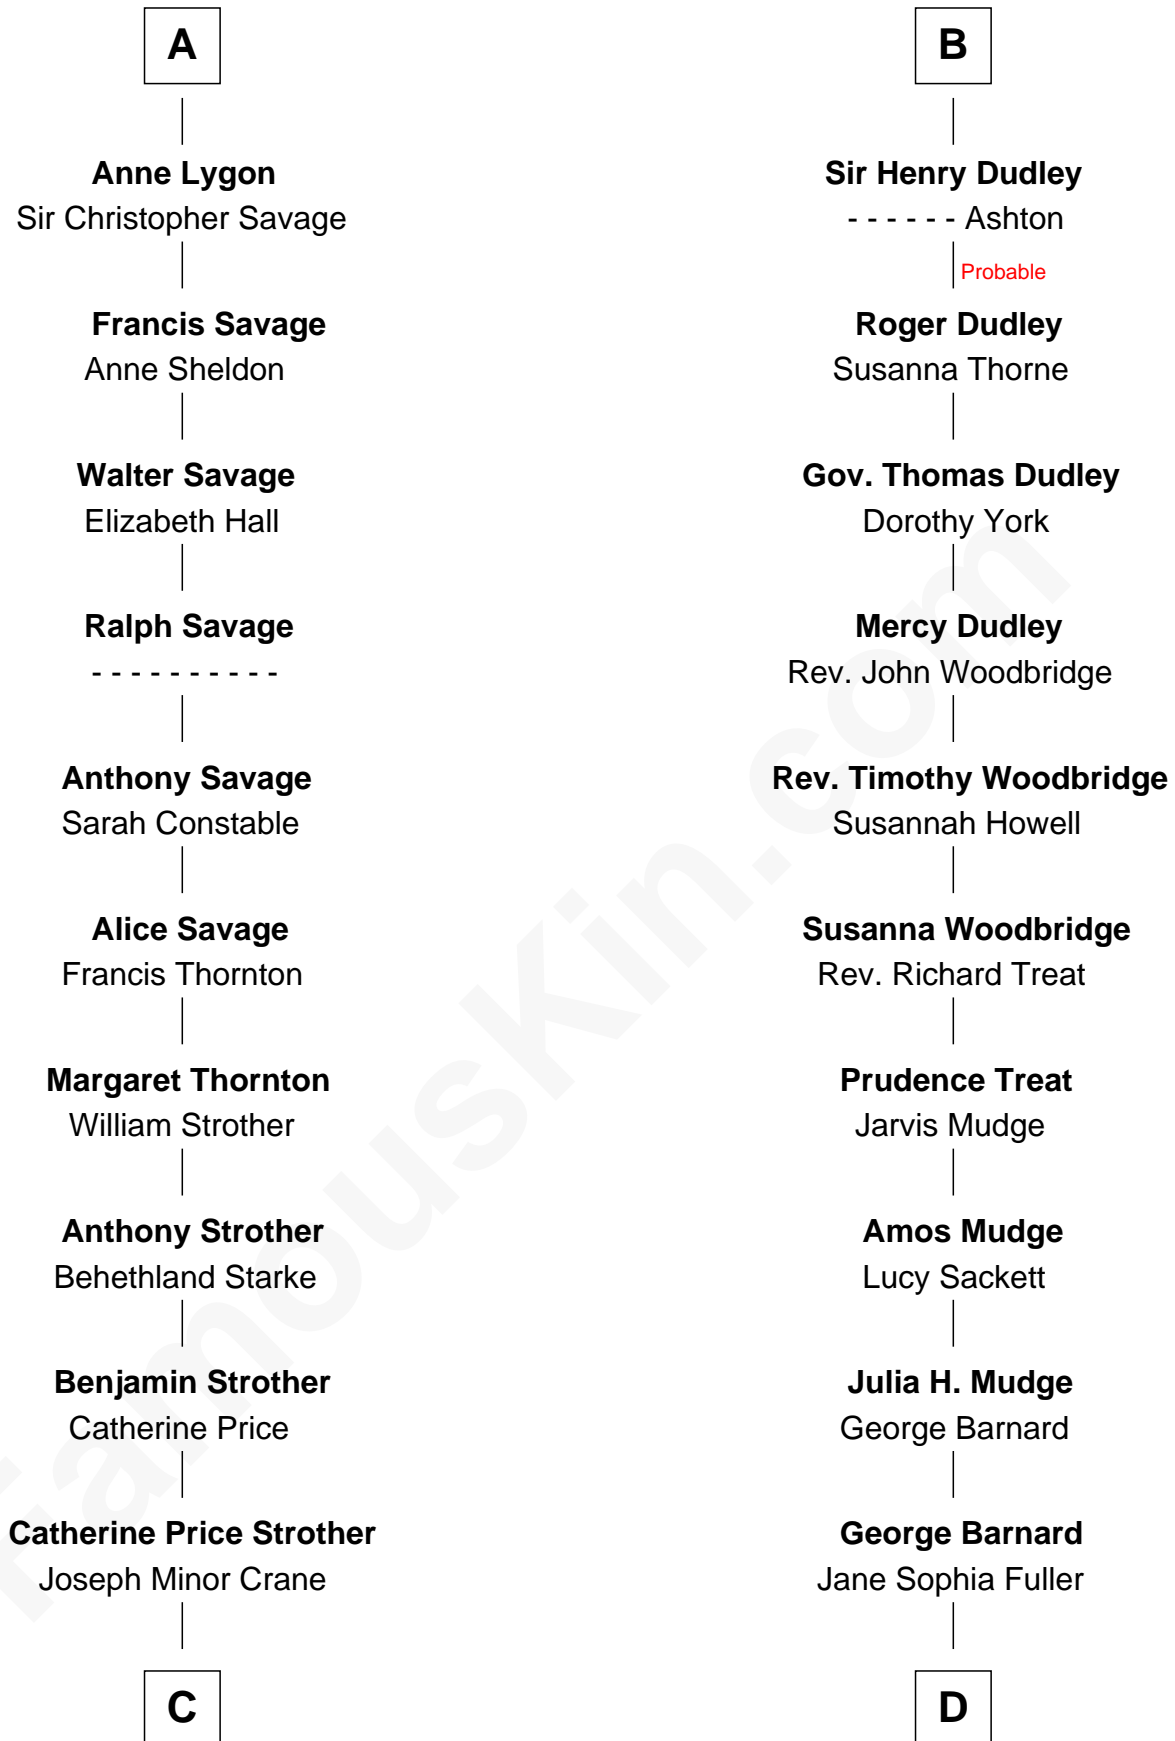 A
Anne Lygon
Sir Christopher Savage
Francis Savage
Anne Sheldon
Walter Savage
Elizabeth Hall
Ralph Savage
- - - - - - - - - -
Anthony Savage
Sarah Constable
Alice Savage
Francis Thornton
Margaret Thornton
William Strother
Anthony Strother
Behethland Starke
Benjamin Strother
Catherine Price
Catherine Price Strother
Joseph Minor Crane
C
B
Sir Henry Dudley
- - - - - - Ashton
Probable
Roger Dudley
Susanna Thorne
Gov. Thomas Dudley
Dorothy York
Mercy Dudley
Rev. John Woodbridge
Rev. Timothy Woodbridge
Susannah Howell
Susanna Woodbridge
Rev. Richard Treat
Prudence Treat
Jarvis Mudge
Amos Mudge
Lucy Sackett
Julia H. Mudge
George Barnard
George Barnard
Jane Sophia Fuller
D
FamousKin.com